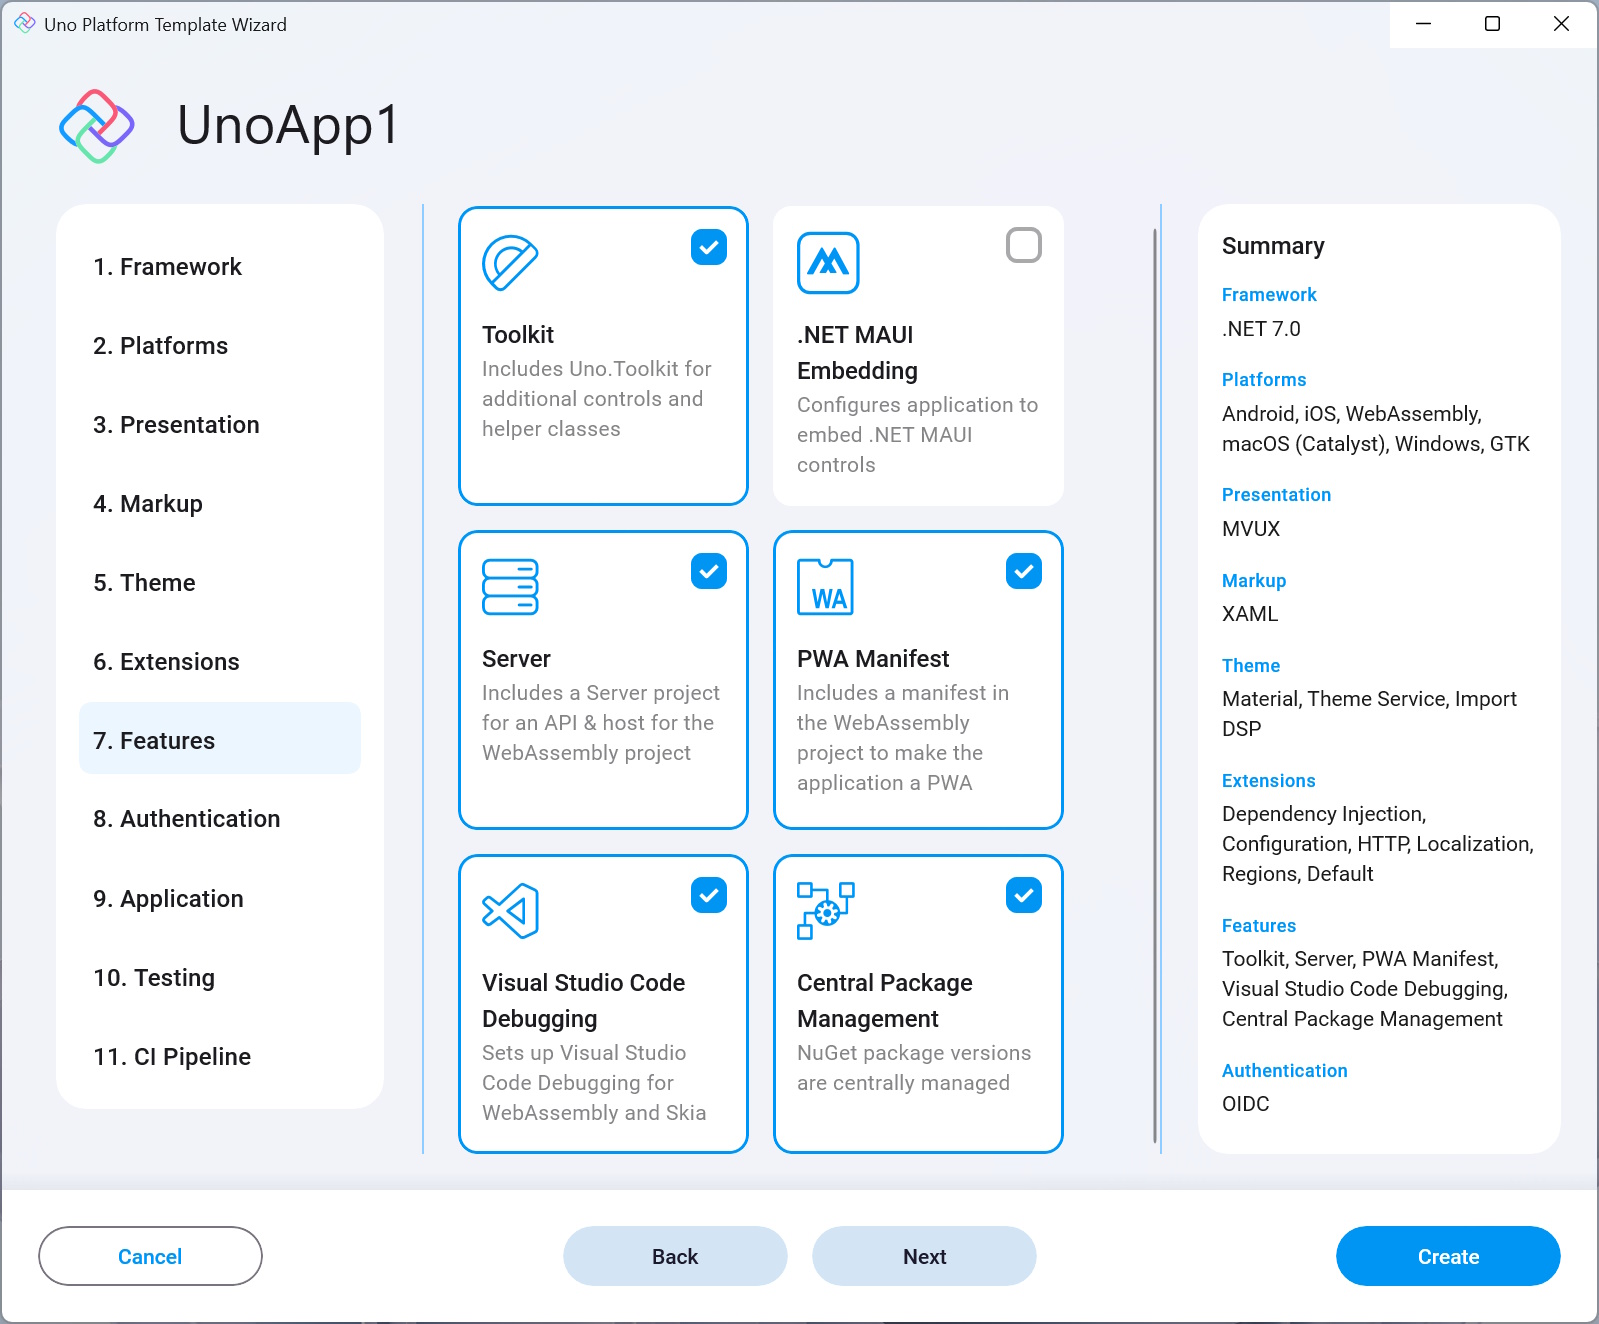 Uno Platform Template Wizard
UnoApp1
1. Framework
2. Platforms
3. Presentation
4. Markup
5. Theme
6. Extensions
7. Features
8. Authentication
9. Application
10. Testing
11. CI Pipeline
Toolkit
Includes Uno.Toolkit for
additional controls and
helper classes
.NET MAUI
Embedding
Configures application to
embed .NET MAUI
controls
Server
Includes a Server project
for an API & host for the
WebAssembly project
WA
PWA Manifest
Includes a manifest in
the WebAssembly
project to make the
application a PWA
Visual Studio Code
Debugging
Sets up Visual Studio
Code Debugging for
WebAssembly and Skia
Central Package
Management
NuGet package versions
are centrally managed
Summary
Framework
.NET 7.0
Platforms
Android, iOS, WebAssembly,
macOS (Catalyst), Windows, GTK
Presentation
MVUX
Markup
XAML
Theme
Material, Theme Service, Import
DSP
Extensions
Dependency Injection,
Configuration, HTTP, Localization,
Regions, Default
Features
Toolkit, Server, PWA Manifest,
Visual Studio Code Debugging,
Central Package Management
Authentication
OIDC
Cancel
Back
Next
Create